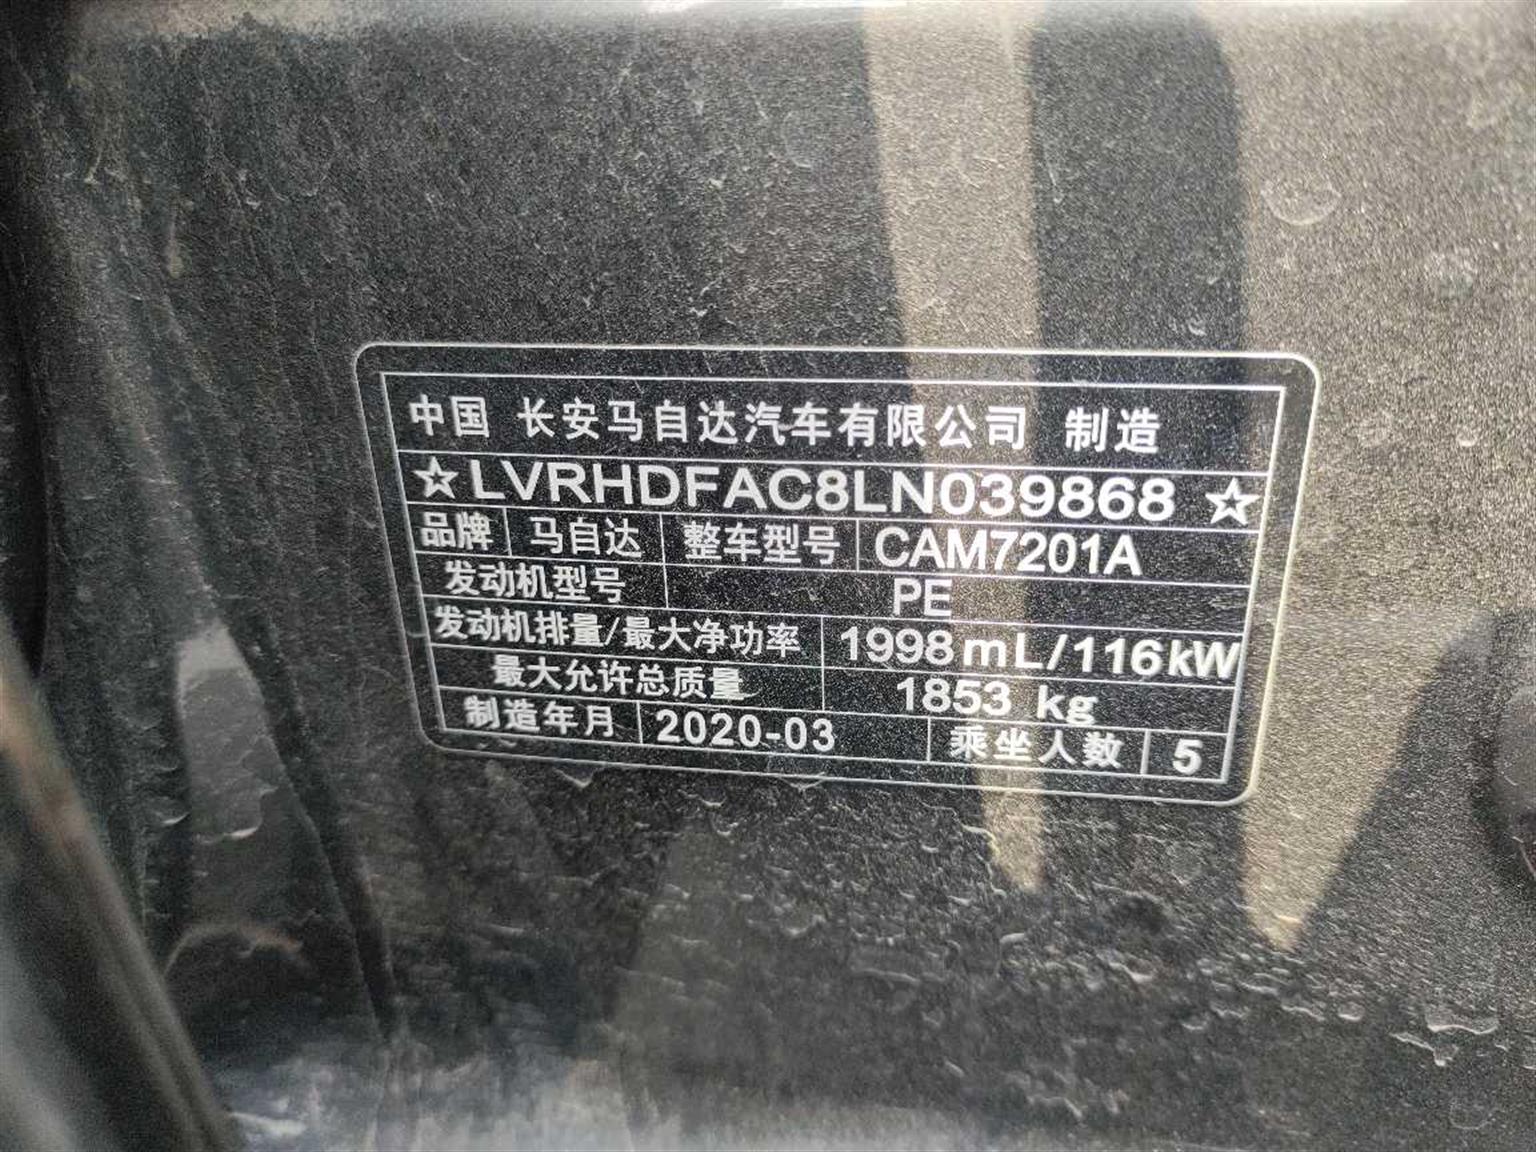 中国 长安马自达汽车有限公司 制造
☆LVRHDFAC8LN039868☆
品牌 马自达 整车型号 CAM7201A
发动机型号 PE
发动机排量/最大净功率 1998mL/116kW
最大允许总质量 1853 kg
制造年月 2020-03 乘坐人数 5